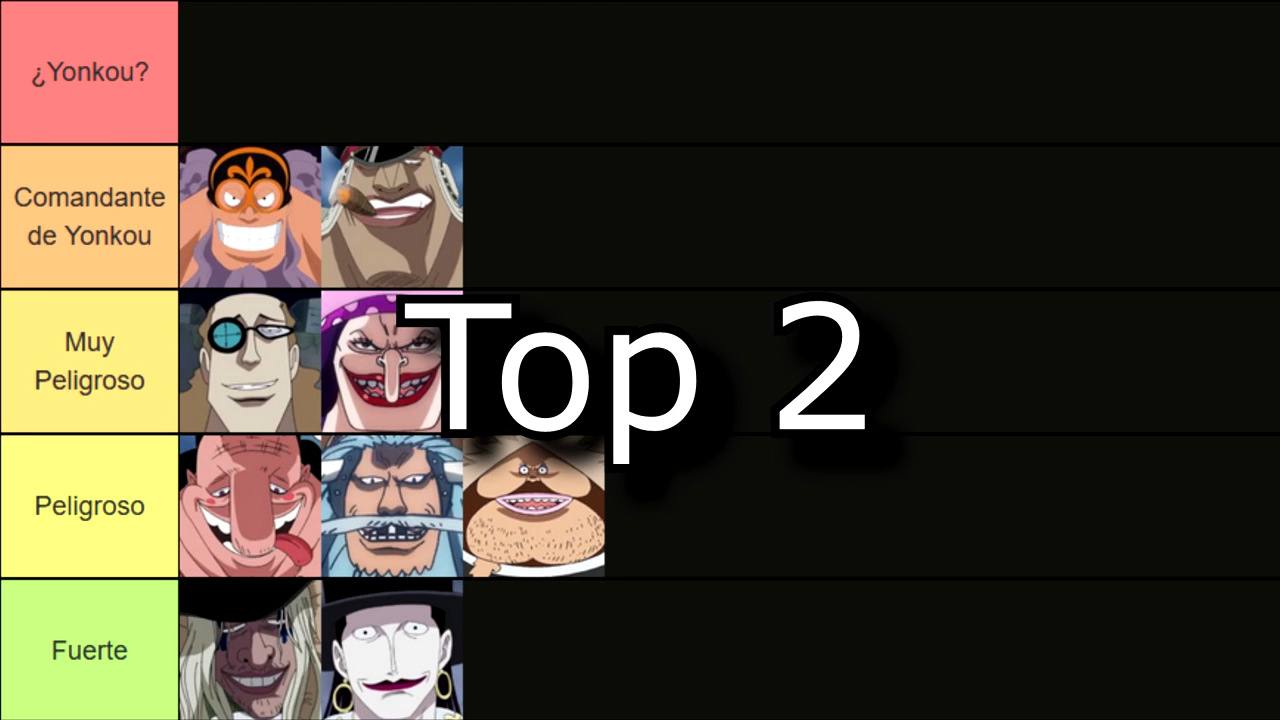 ¿Yonkou?
Comandante
de Yonkou
Muy
Peligroso
Top 2
Peligroso
Fuerte